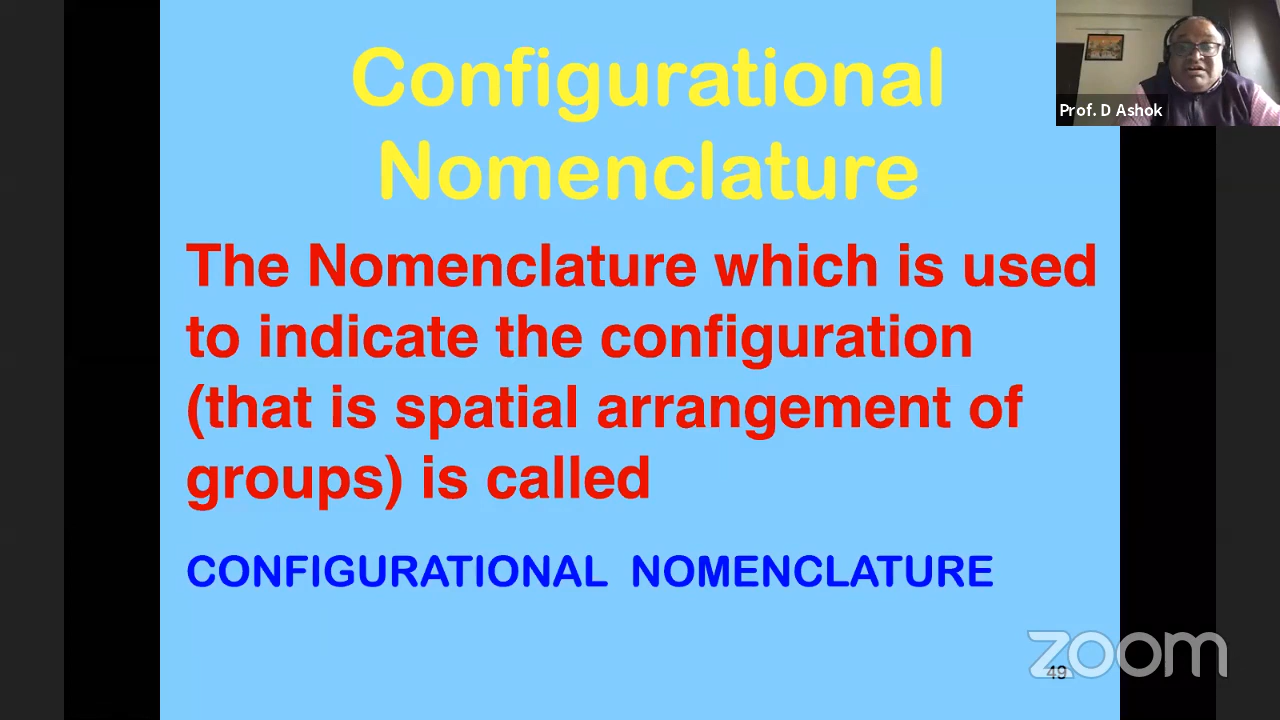 Configurational
Nomenclature
The Nomenclature which is used
to indicate the configuration
(that is spatial arrangement of
groups) is called
CONFIGURATIONAL NOMENCLATURE
Prof. D Ashok
zoom
49